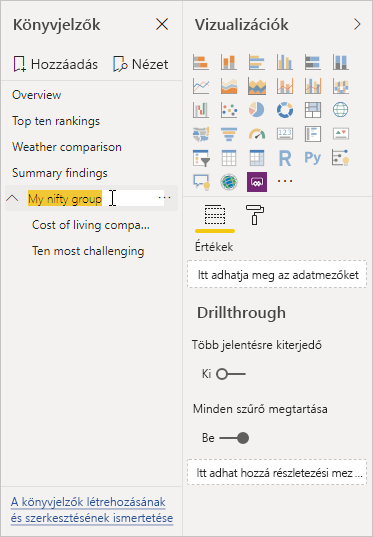 Könyvjelzők
Hozzáadás
Nézet
Overview
Top ten rankings
Weather comparison
Summary findings
My nifty group
Cost of living compa...
Ten most challenging
A könyvjelzők létrehozásának
és szerkesztésének ismertetése
Vizualizációk
123
R
Py
Értékek
Itt adhatja meg az adatmezőket
Drillthrough
Több jelentésre kiterjedő
Ki
Minden szűrő megtartása
Be
Itt adhat hozzá részletezési mez ...